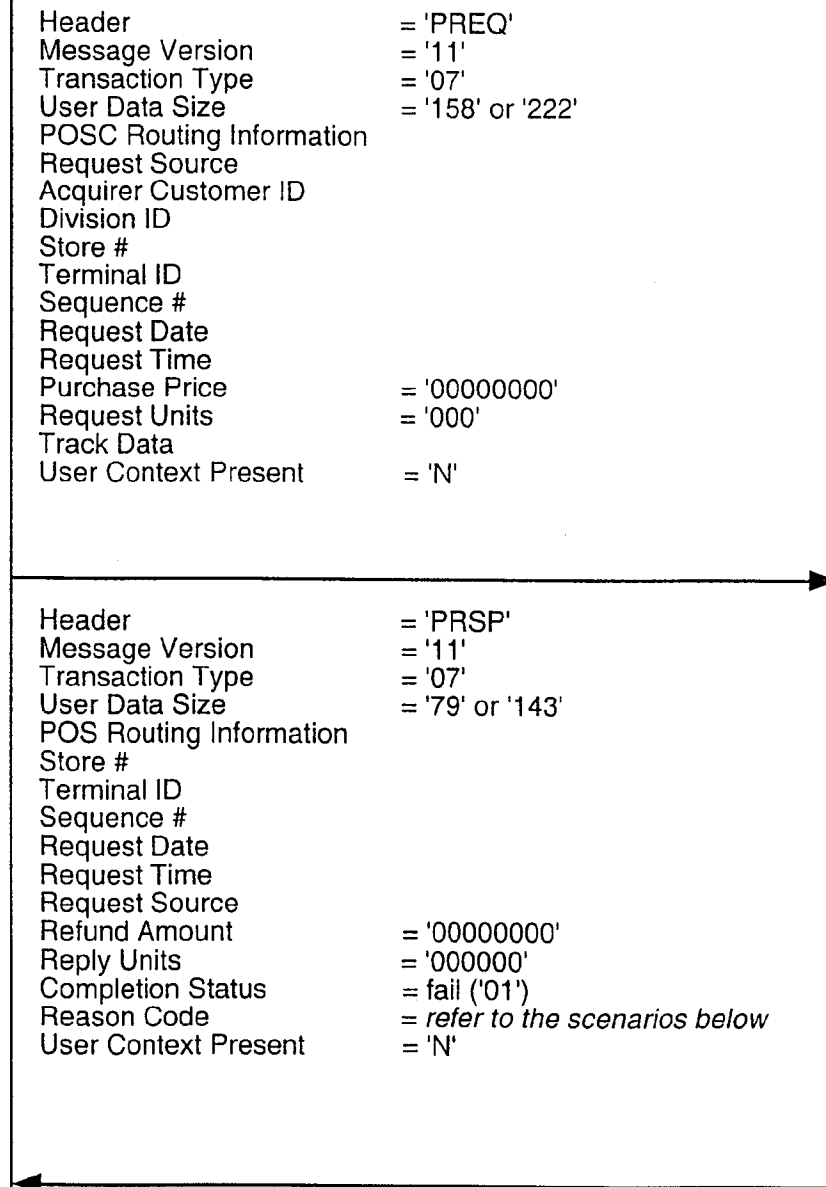 Header = 'PREQ'
Message Version = '11'
Transaction Type = '07'
User Data Size = '158' or '222'
POSC Routing Information
Request Source
Acquirer Customer ID
Division ID
Store #
Terminal ID
Sequence #
Request Date
Request Time
Purchase Price = '00000000'
Request Units = '000'
Track Data
User Context Present = 'N'
Header = 'PRSP'
Message Version = '11'
Transaction Type = '07'
User Data Size = '79' or '143'
POS Routing Information
Store #
Terminal ID
Sequence #
Request Date
Request Time
Request Source
Refund Amount = '00000000'
Reply Units = '000000'
Completion Status = fail ('01')
Reason Code = refer to the scenarios below
User Context Present = 'N'